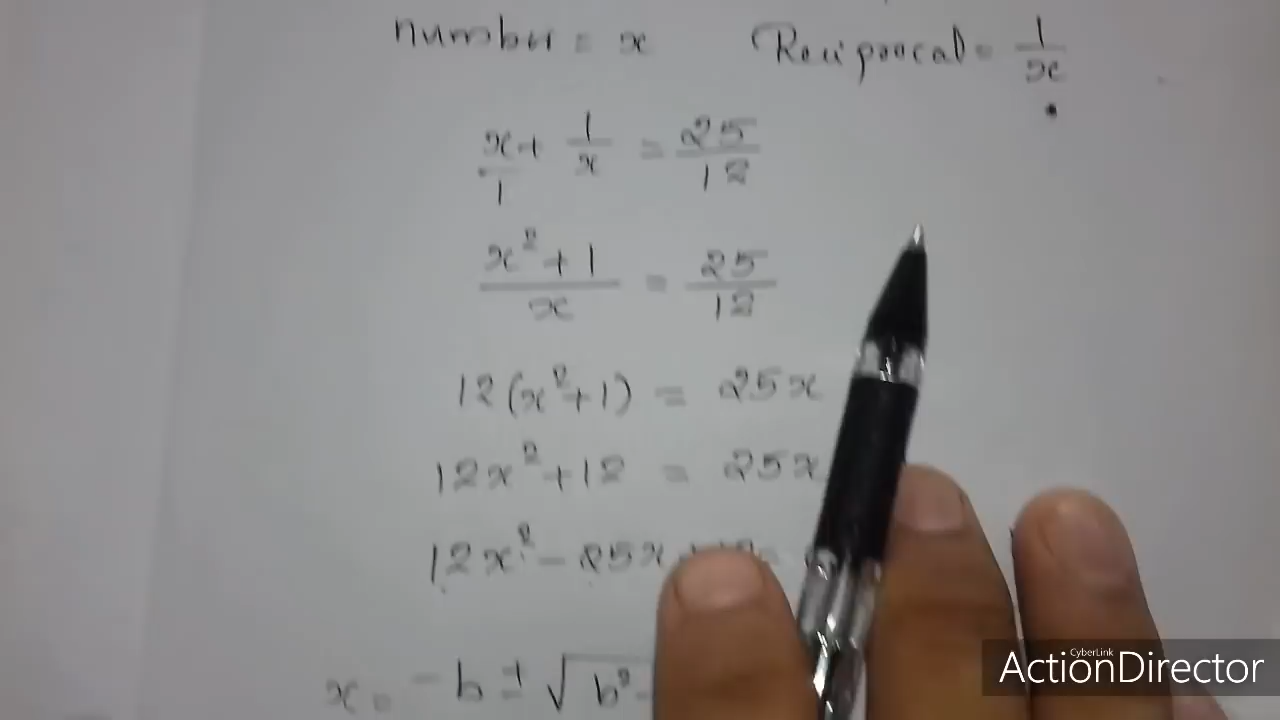 number = x Reciprocal = 1/x
x/1 + 1/x = 25/12
x²+1/x = 25/12
12(x²+1) = 25x
12x²+12 = 25x
12x² - 25x
x = -b ± √b²-
CyberLink
ActionDirector